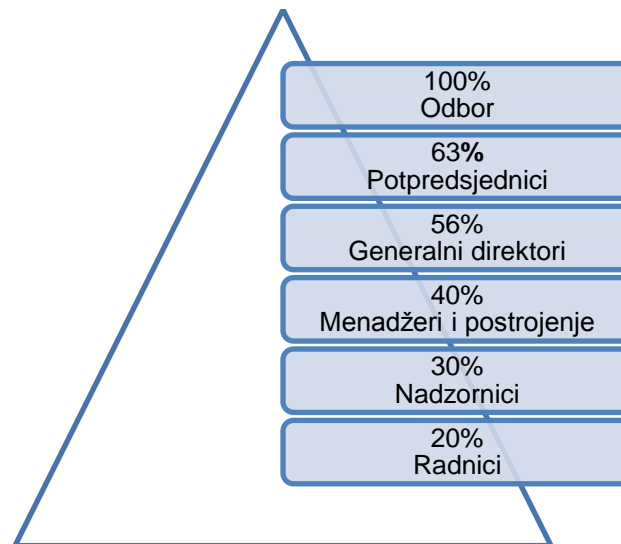 100%
Odbor
63%
Potpredsjednici
56%
Generalni direktori
40%
Menadžeri i postrojenje
30%
Nadzornici
20%
Radnici